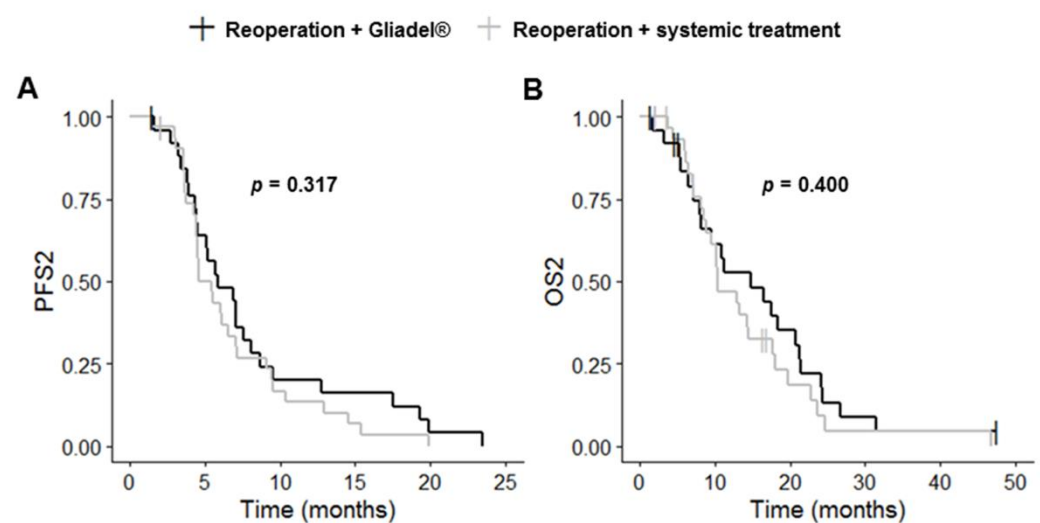 Reoperation + Gliadel® Reoperation + systemic treatment
A
PFS2
1.00
0.75
0.50
0.25
0.00
p = 0.317
0 5 10 15 20 25
Time (months)
B
OS2
1.00
0.75
0.50
0.25
0.00
p = 0.400
0 10 20 30 40 50
Time (months)